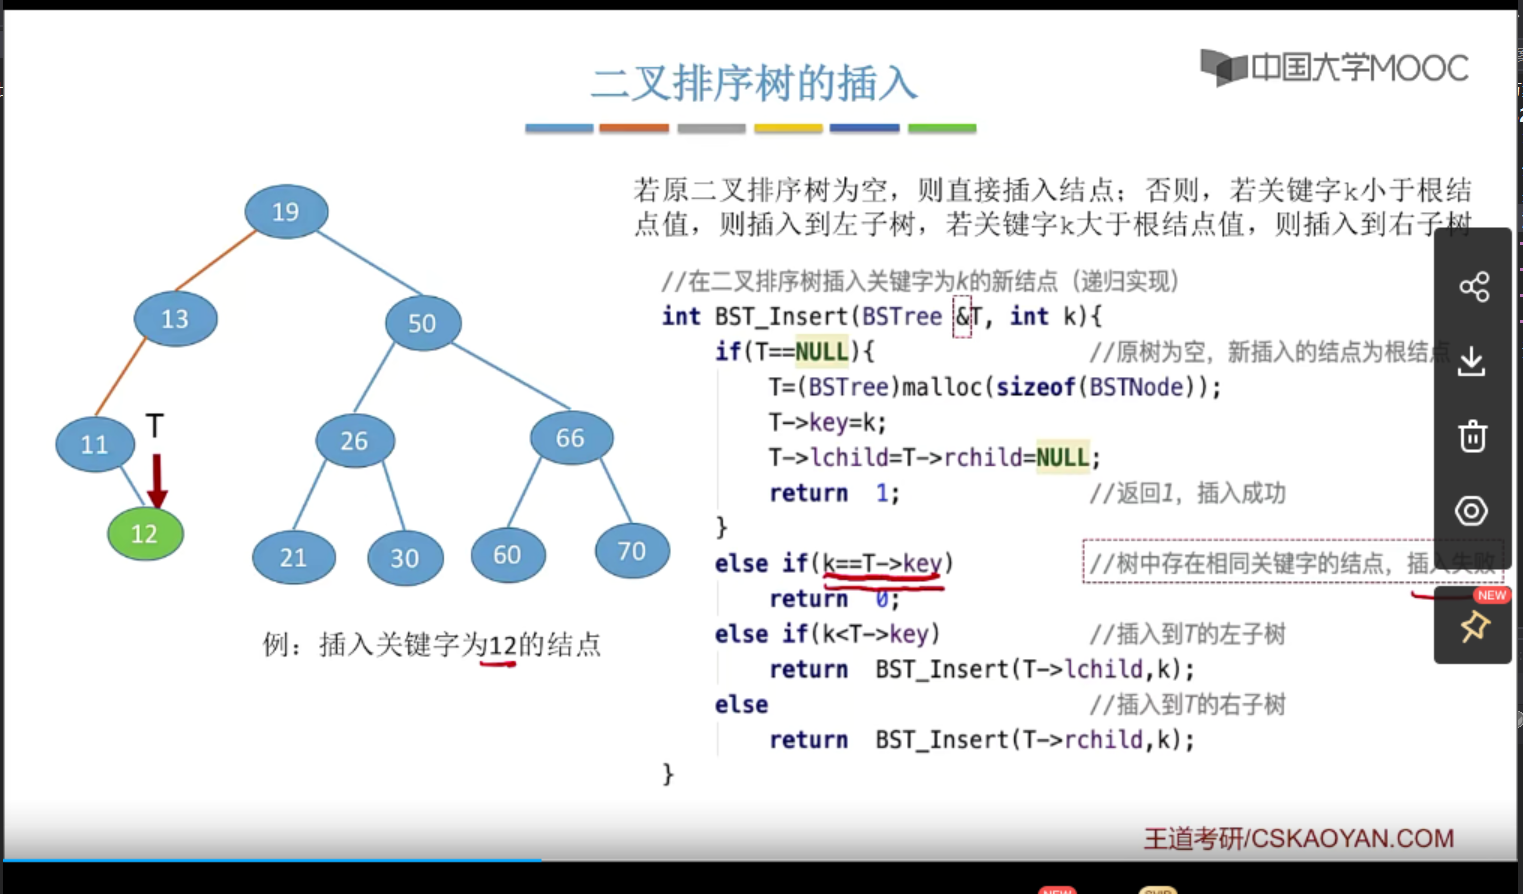 中国大学MOOC
二叉排序树的插入
若原二叉排序树为空，则直接插入结点；否则，若关键字k小于根结
点值，则插入到左子树，若关键字k大于根结点值，则插入到右子树
19
13
50
11
T
26
66
12
21
30
60
70
例：插入关键字为12的结点
//在二叉排序树插入关键字为k的新结点（递归实现）
int BST_Insert(BSTree &T, int k){
if(T==NULL){ //原树为空，新插入的结点为根结点
T=(BSTree)malloc(sizeof(BSTNode));
T->key=k;
T->lchild=T->rchild=NULL;
return 1; //返回1，插入成功
}
else if(k==T->key) //树中存在相同关键字的结点，插入失败
return 0;
else if(k<T->key) //插入到T的左子树
return BST_Insert(T->lchild,k);
else //插入到T的右子树
return BST_Insert(T->rchild,k);
}
NEW
王道考研/CSKAOYAN.COM
NEW